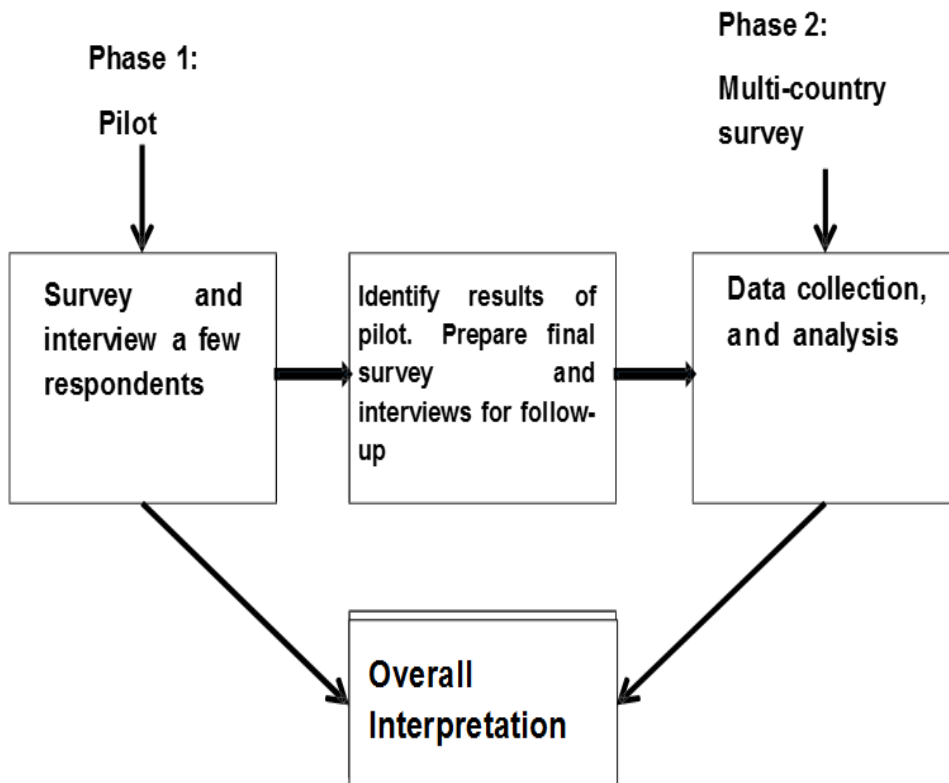 Phase 1:
Pilot
Phase 2:
Multi-country
survey
Survey and
interview a few
respondents
Identify results of
pilot. Prepare final
survey and
interviews for follow-
up
Data collection,
and analysis
Overall
Interpretation